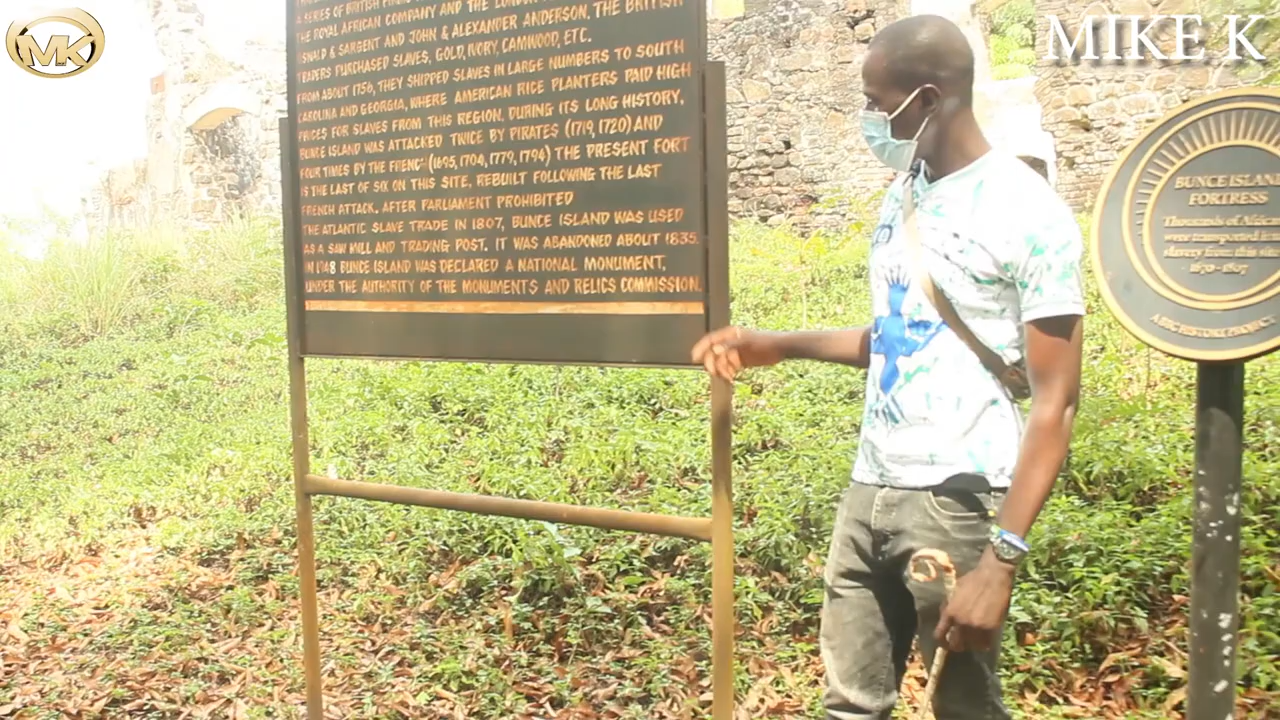 MK
MIKE K
A SERIES OF BRITISH
THE ROYAL AFRICAN COMPANY AND THE LONDON
& SARGENT AND JOHN & ALEXANDER ANDERSON. THE BRITISH
TRADERS PURCHASED SLAVES, GOLD, IVORY, CAMWOOD, ETC.
FROM ABOUT 1750, THEY SHIPPED SLAVES IN LARGE NUMBERS TO SOUTH
CAROLINA AND GEORGIA, WHERE AMERICAN RICE PLANTERS PAID HIGH
PRICES FOR SLAVES FROM THIS REGION. DURING ITS LONG HISTORY,
BUNCE ISLAND WAS ATTACKED TWICE BY PIRATES (1719, 1720) AND
FOUR TIMES BY THE FRENCH (1695, 1704, 1779, 1794) THE PRESENT FORT
IS THE LAST OF SIX ON THIS SITE, REBUILT FOLLOWING THE LAST
FRENCH ATTACK. AFTER PARLIAMENT PROHIBITED
THE ATLANTIC SLAVE TRADE IN 1807, BUNCE ISLAND WAS USED
AS A SAW MILL AND TRADING POST. IT WAS ABANDONED ABOUT 1835.
IN 1948 BUNCE ISLAND WAS DECLARED A NATIONAL MONUMENT,
UNDER THE AUTHORITY OF THE MONUMENTS AND RELICS COMMISSION.
BUNCE ISLAND
FORTRESS
Thousands of
were transported
slavery from this
1670 - 1807